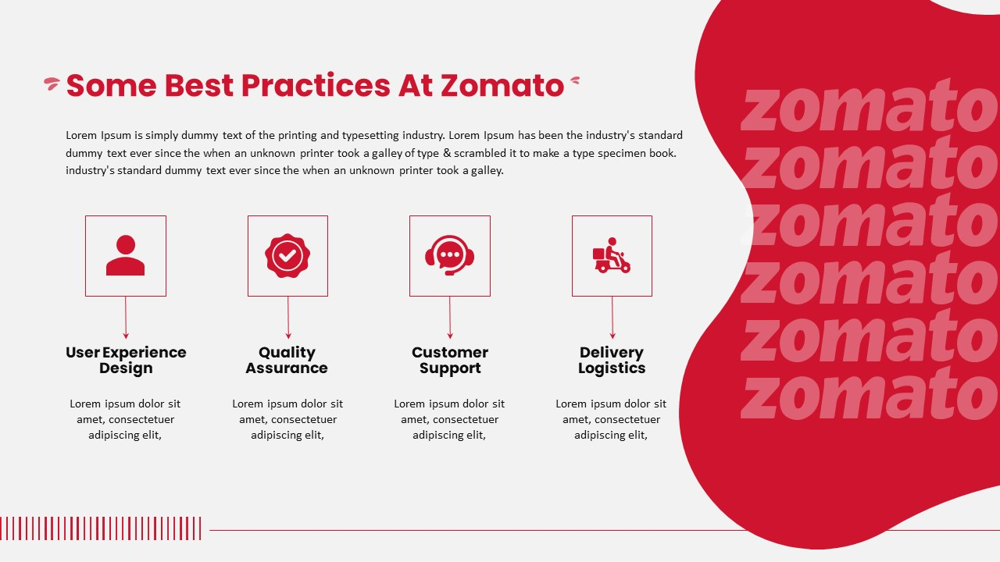 Some Best Practices At Zomato
Lorem Ipsum is simply dummy text of the printing and typesetting industry. Lorem Ipsum has been the industry's standard
dummy text ever since the when an unknown printer took a galley of type & scrambled it to make a type specimen book.
industry's standard dummy text ever since the when an unknown printer took a galley.
User Experience
Design
Lorem ipsum dolor sit
amet, consectetuer
adipiscing elit,
Quality
Assurance
Lorem ipsum dolor sit
amet, consectetuer
adipiscing elit,
Customer
Support
Lorem ipsum dolor sit
amet, consectetuer
adipiscing elit,
Delivery
Logistics
Lorem ipsum dolor sit
amet, consectetuer
adipiscing elit,
zomato
zomato
zomato
zomato
zomato
zomato